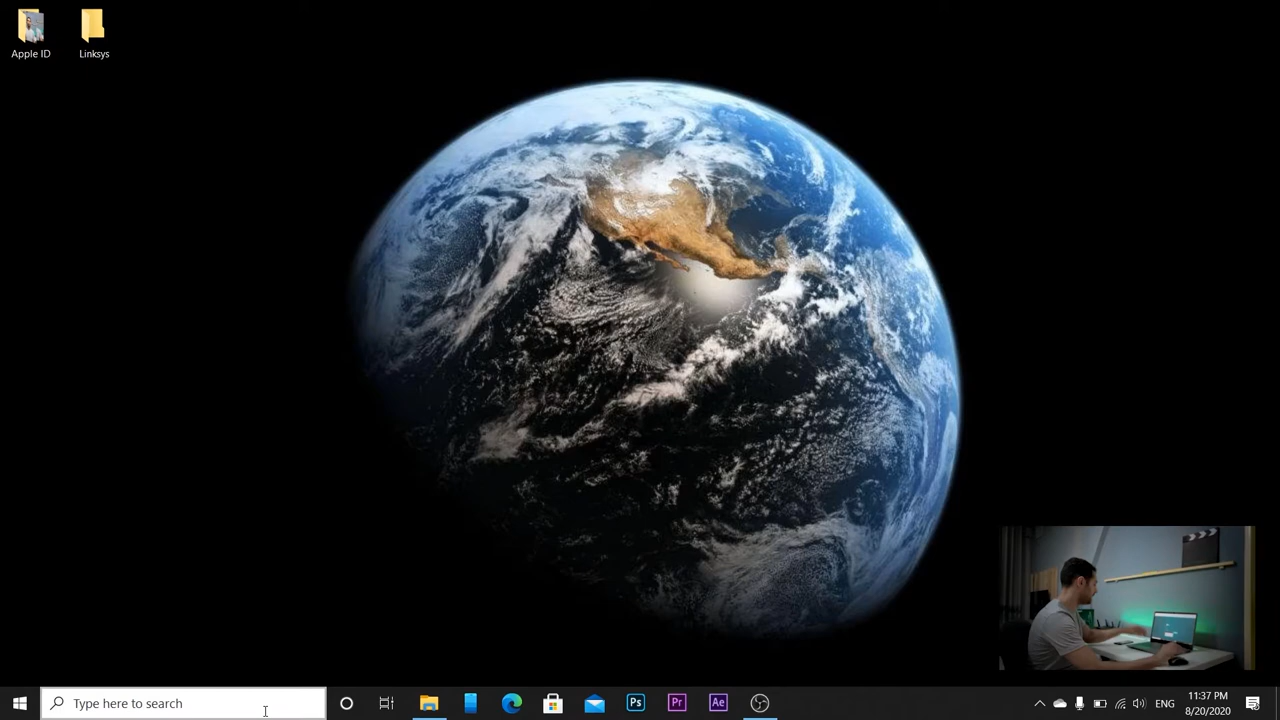 Apple ID
Linksys
Type here to search
Ps
Pr
Ae
ENG
11:37 PM
8/20/2020